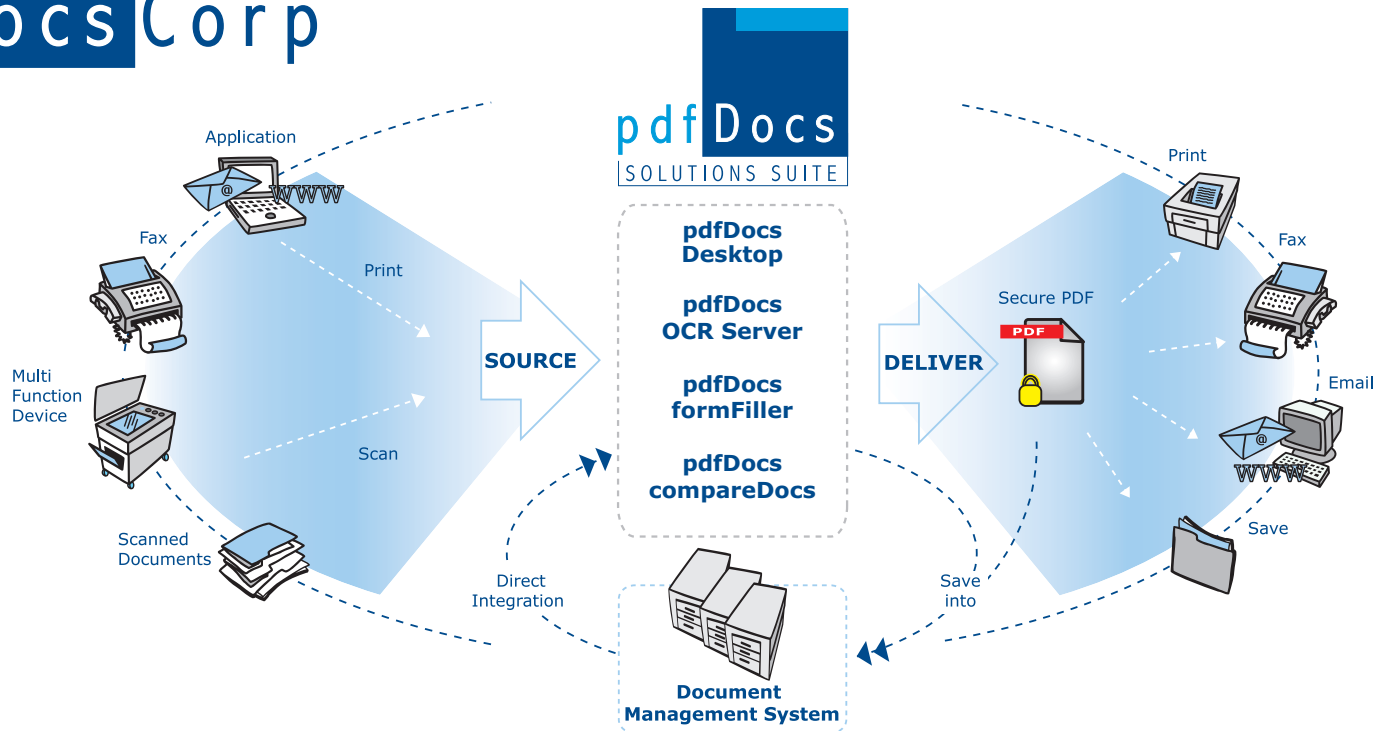 ocsCorp
pdfDocs
SOLUTIONS SUITE
Application
@
WWW
Fax
Print
Multi
Function
Device
Scan
Scanned
Documents
SOURCE
pdfDocs
Desktop
pdfDocs
OCR Server
pdfDocs
formFiller
pdfDocs
compareDocs
Direct
Integration
Document
Management System
DELIVER
Secure PDF
PDF
Save
into
Print
Fax
Email
@
WWW
Save